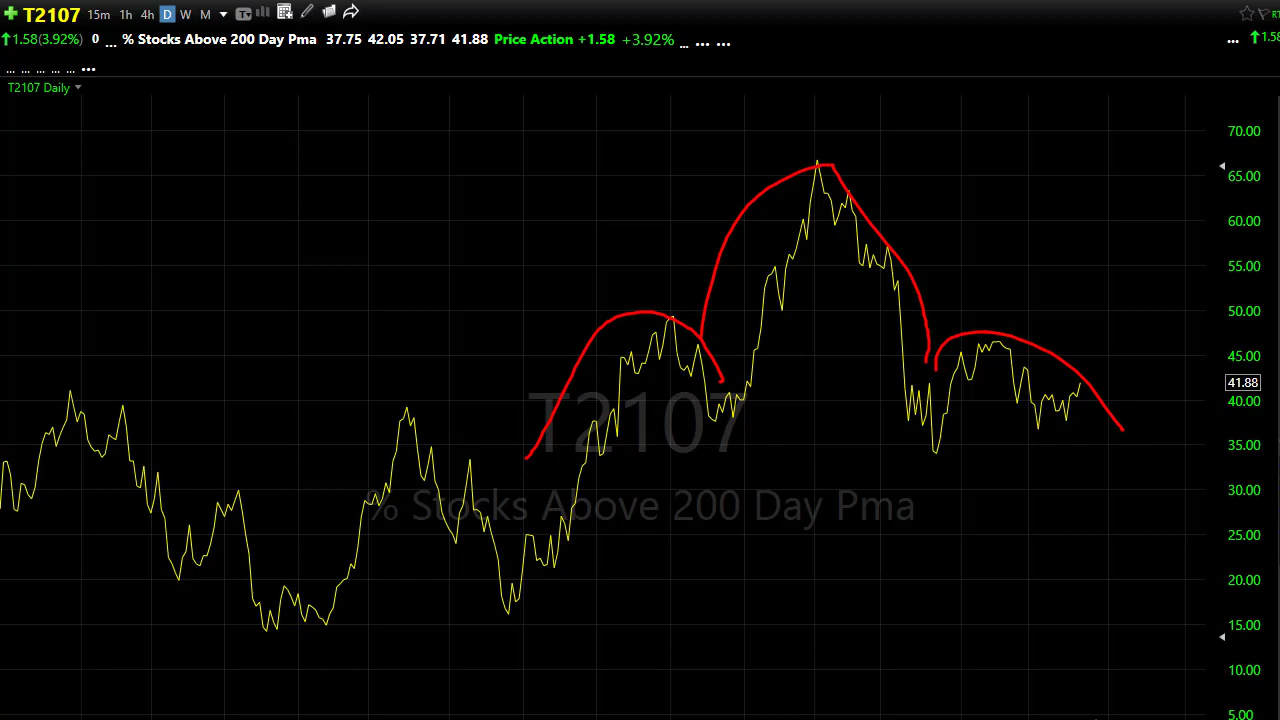 T2107 15m 1h 4h D W M T RT
1.58(3.92%) 0 ... % Stocks Above 200 Day Pma 37.75 42.05 37.71 41.88 Price Action +1.58 +3.92% ... ... ... ... 1.58
... ... ... ... ... ...
T2107 Daily
70.00
65.00
60.00
55.00
50.00
45.00
41.88
40.00
35.00
30.00
25.00
20.00
15.00
10.00
5.00
T2107
% Stocks Above 200 Day Pma